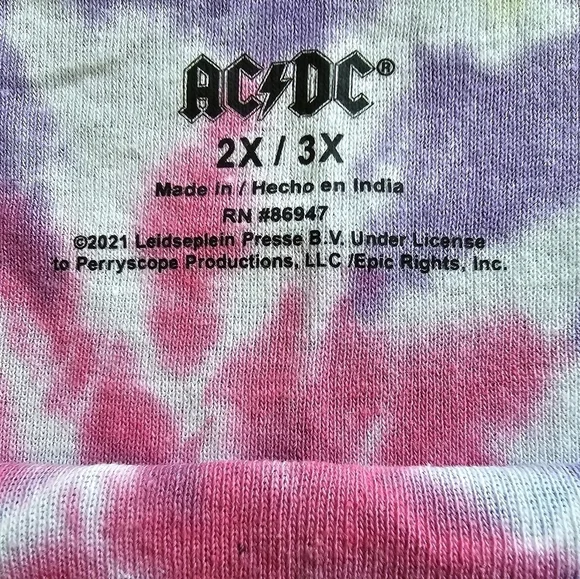 AC⚡DC®
2X / 3X
Made in / Hecho en India
RN #86947
©2021 Leidseplein Presse B.V. Under License
to Perryscope Productions, LLC /Epic Rights, Inc.